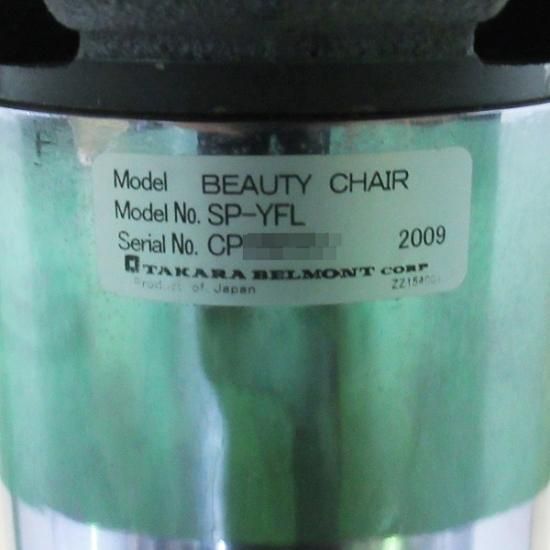 Model BEAUTY CHAIR
Model No. SP-YFL
Serial No. CP 2009
TAKARA BELMONT CORP
Product of Japan